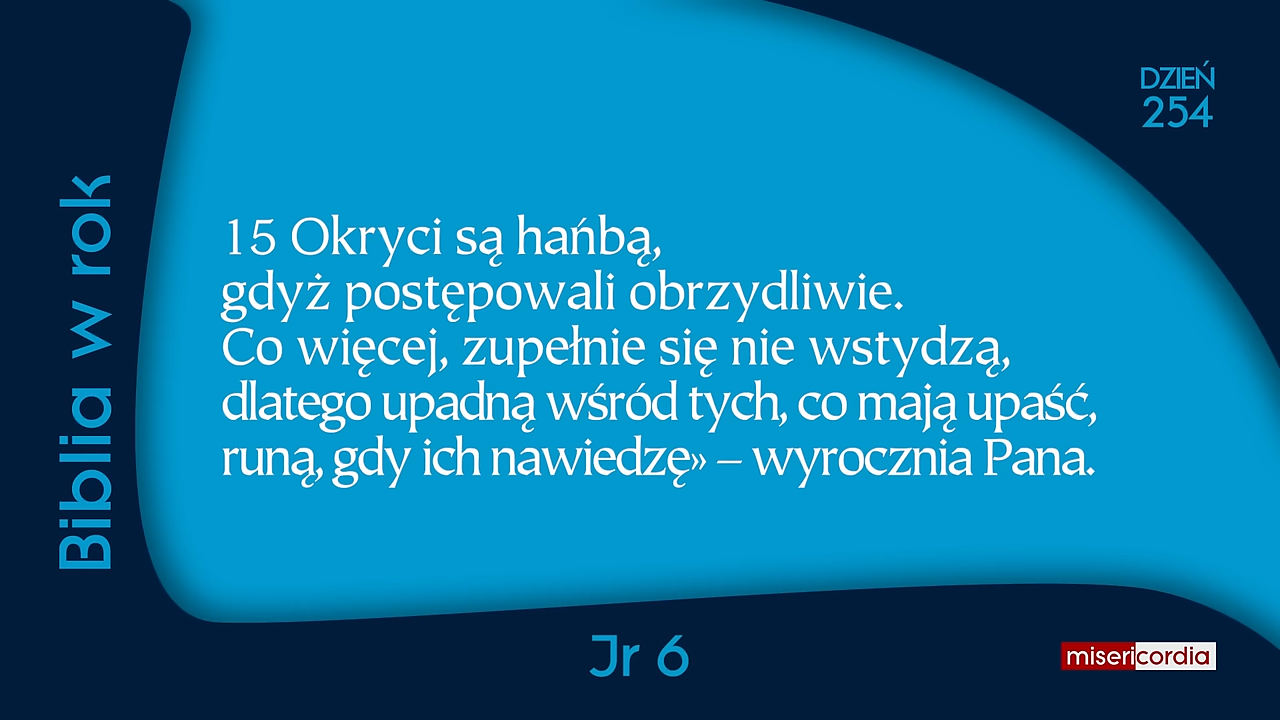 Biblia w rok
DZIEŃ
254
15 Okryci są hańbą,
gdyż postępowali obrzydliwie.
Co więcej, zupełnie się nie wstydzą,
dlatego upadną wśród tych, co mają upaść,
runą, gdy ich nawiedzę» – wyrocznia Pana.
Jr 6
misericordia